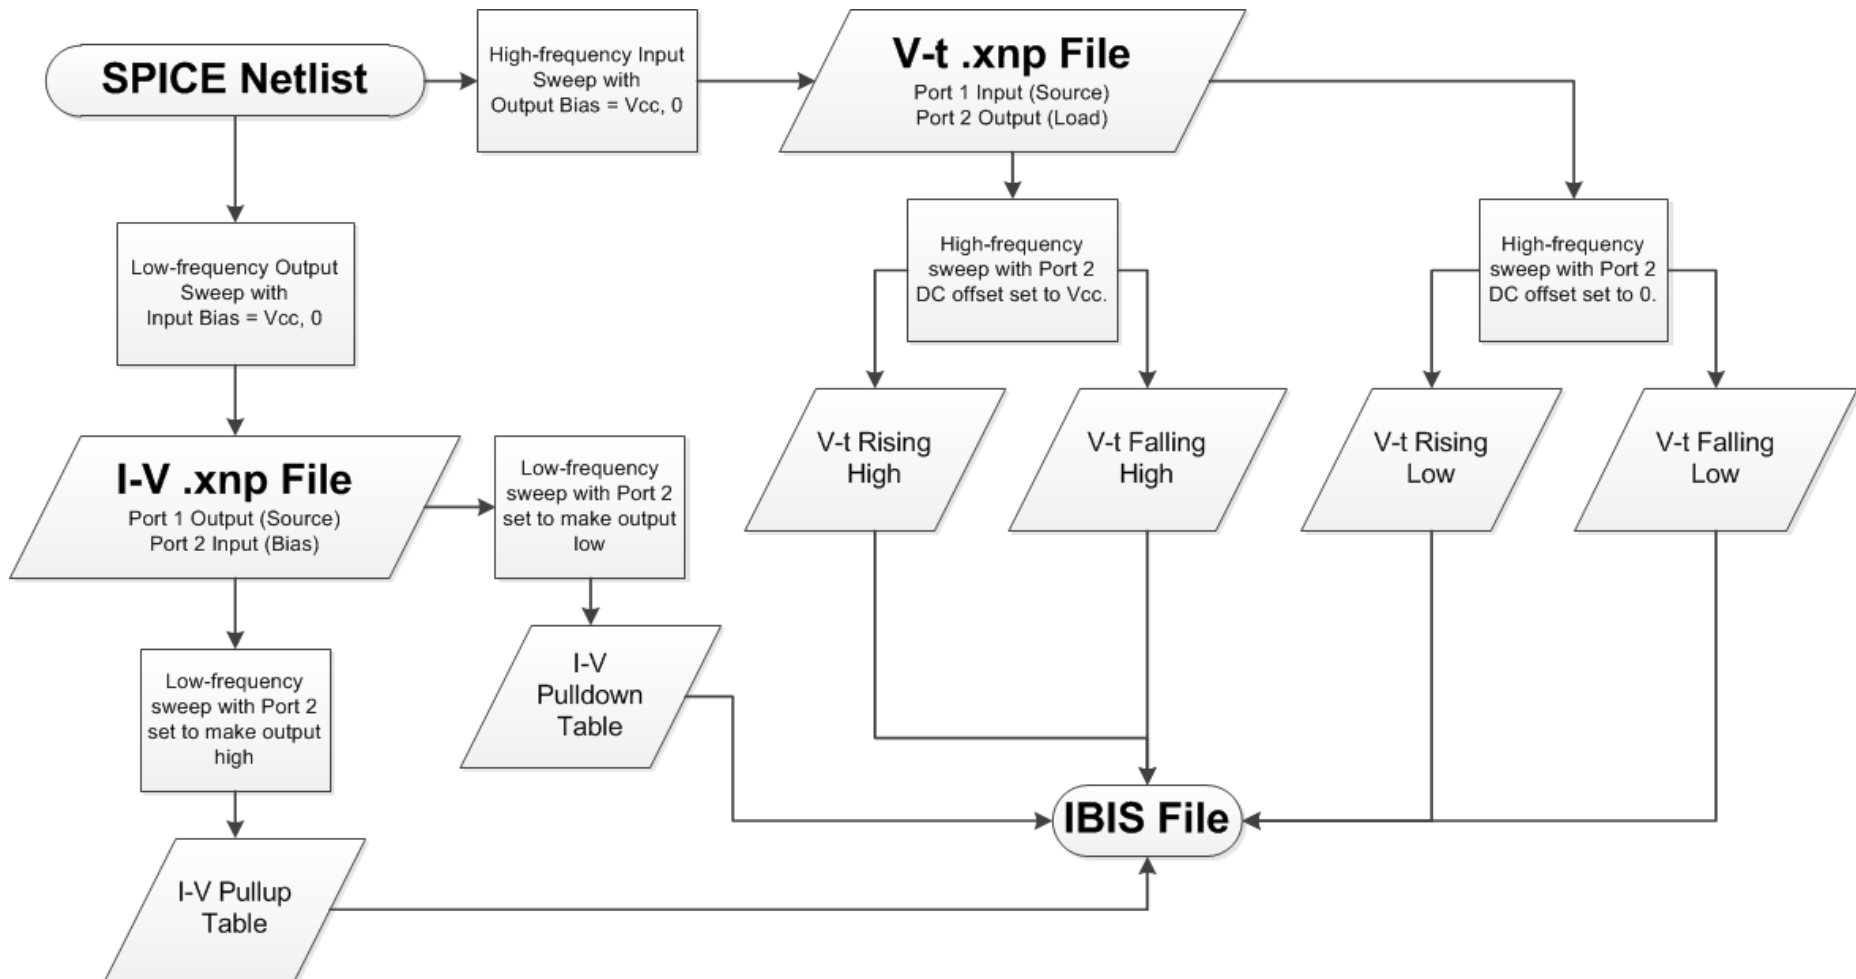 SPICE Netlist
High-frequency Input
Sweep with
Output Bias = Vcc, 0
V-t .xnp File
Port 1 Input (Source)
Port 2 Output (Load)
Low-frequency Output
Sweep with
Input Bias = Vcc, 0
High-frequency
sweep with Port 2
DC offset set to Vcc.
High-frequency
sweep with Port 2
DC offset set to 0.
V-t Rising
High
V-t Falling
High
V-t Rising
Low
V-t Falling
Low
I-V .xnp File
Port 1 Output (Source)
Port 2 Input (Bias)
Low-frequency
sweep with Port 2
set to make output
low
Low-frequency
sweep with Port 2
set to make output
high
I-V
Pulldown
Table
IBIS File
I-V Pullup
Table